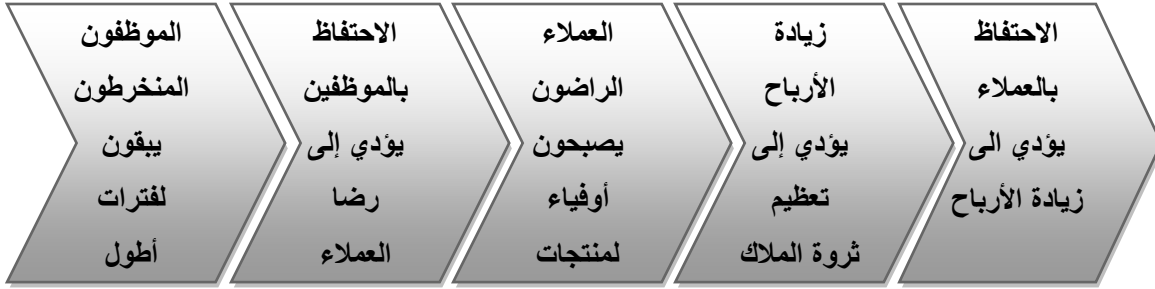 الموظفون
المنخرطون
يبقون
لفترات
أطول
الاحتفاظ
بالموظفين
يؤدي إلى
رضا
العملاء
العملاء
الراضون
يصبحون
أوفياء
لمنتجات
زيادة
الأرباح
يؤدي إلى
تعظيم
ثروة الملاك
الاحتفاظ
بالعملاء
يؤدي الى
زيادة الأرباح